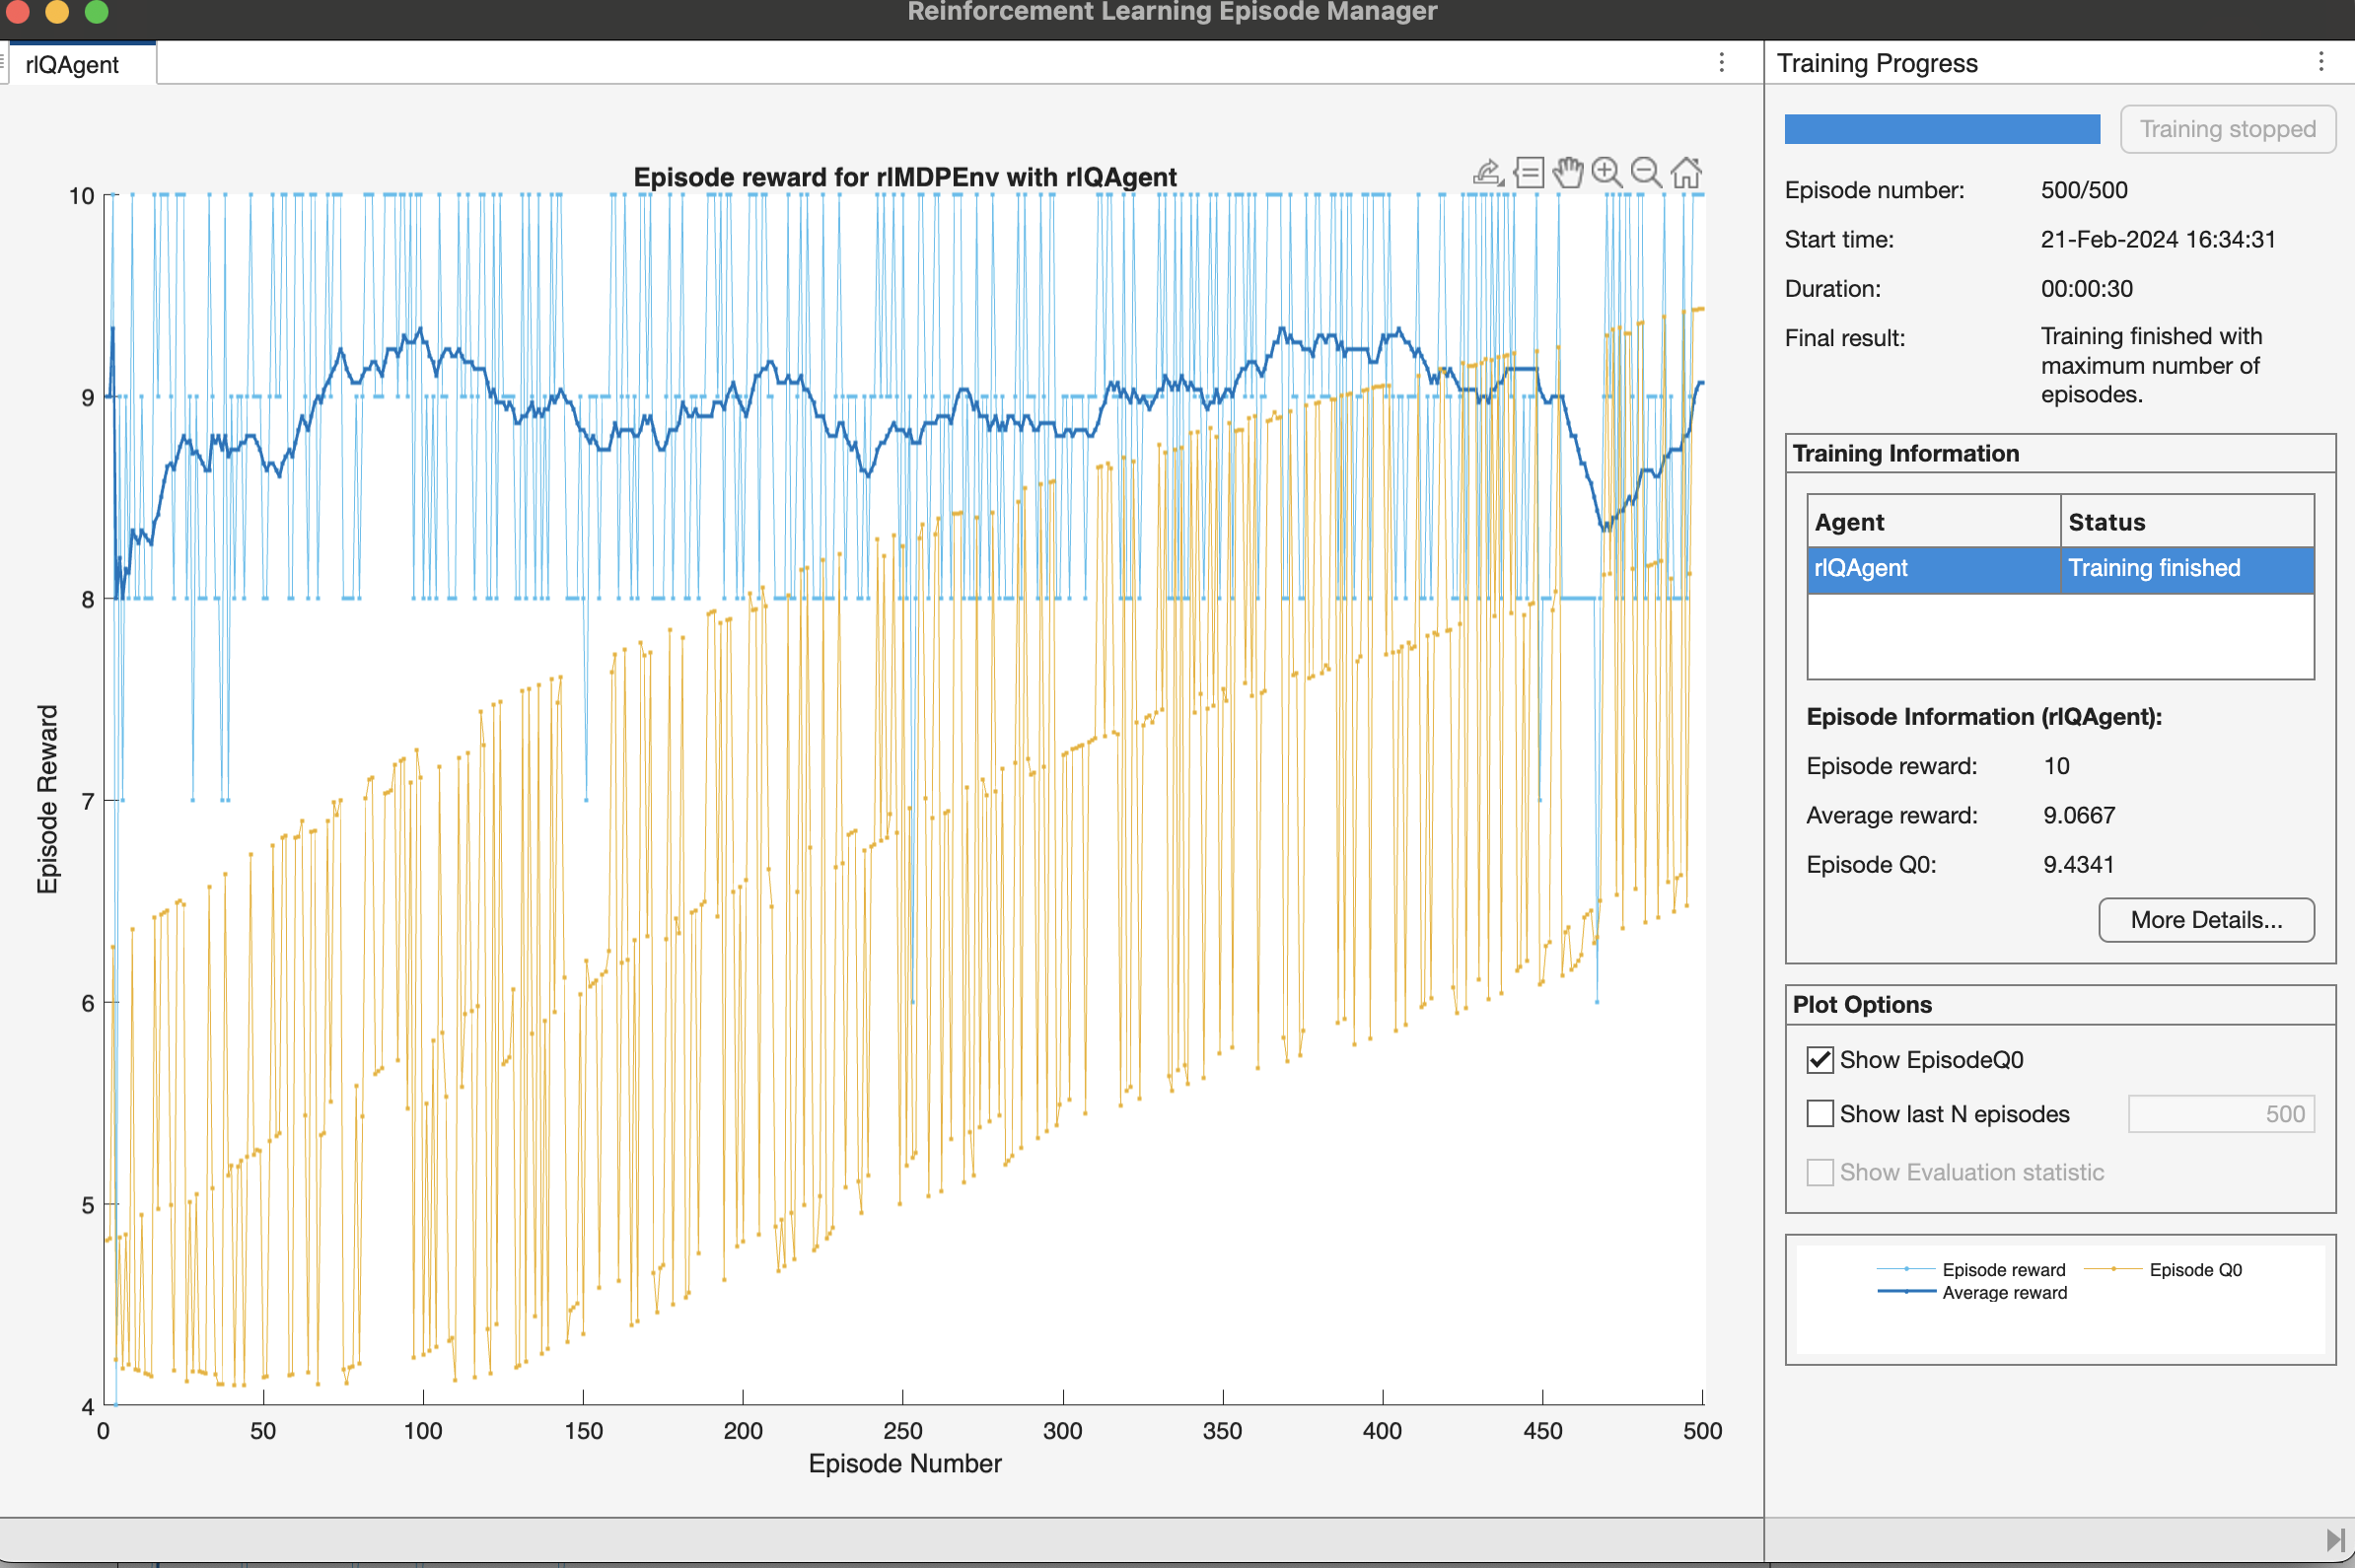 Reinforcement Learning Episode Manager
rlQAgent
Episode reward for rlMDPEnv with rlQAgent
10
9
8
7
6
5
4
Episode Reward
0 50 100 150 200 250 300 350 400 450 500
Episode Number
Training Progress
Training stopped
Episode number: 500/500
Start time: 21-Feb-2024 16:34:31
Duration: 00:00:30
Final result: Training finished with
maximum number of
episodes.
Training Information
Agent Status
rlQAgent Training finished
Episode Information (rlQAgent):
Episode reward: 10
Average reward: 9.0667
Episode Q0: 9.4341
More Details...
Plot Options
Show EpisodeQ0
Show last N episodes 500
Show Evaluation statistic
Episode reward Episode Q0
Average reward